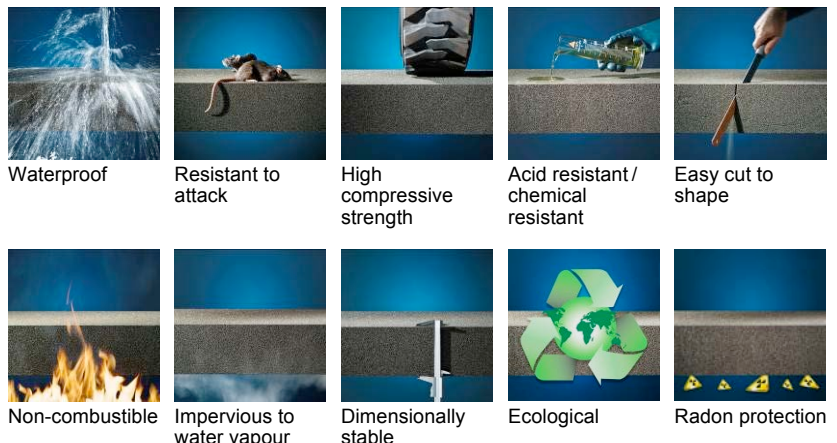 Waterproof
Resistant to
attack
High
compressive
strength
Acid resistant / 
chemical
resistant
Easy cut to
shape
Non-combustible
Impervious to
water vapour
Dimensionally
stable
Ecological
Radon protection